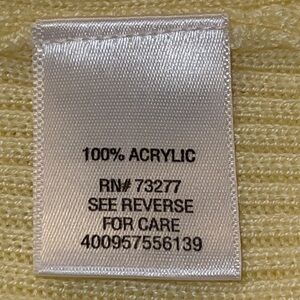 100% ACRYLIC
RN# 73277
SEE REVERSE
FOR CARE
400957556139